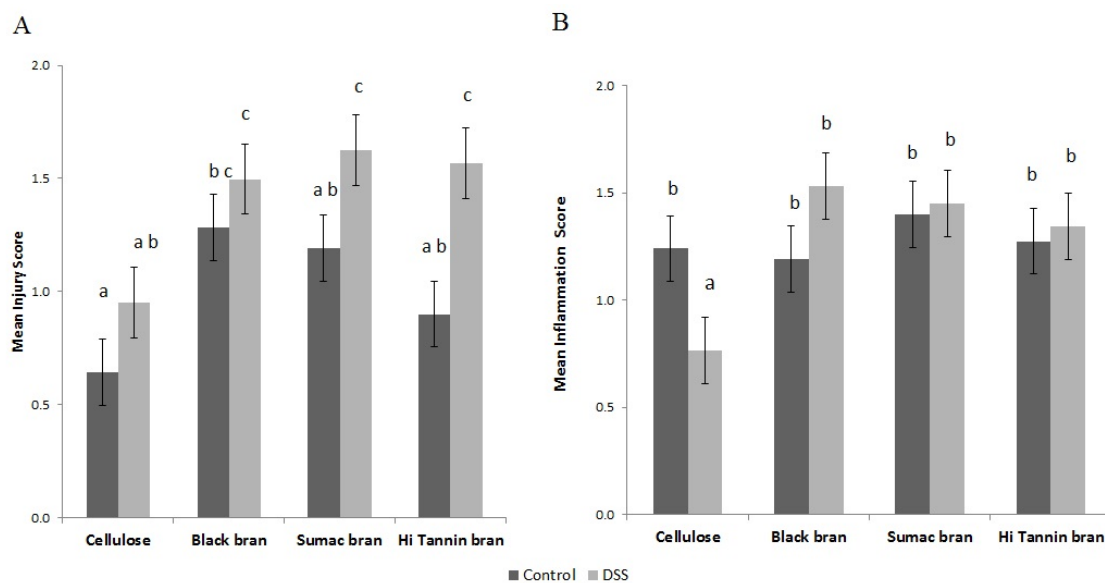 A
B
Mean Injury Score
2.0
1.5
1.0
0.5
0.0
a
a b
b c
c
a b
c
a b
c
Cellulose
Black bran
Sumac bran
Hi Tannin bran
Mean Inflammation Score
2.0
1.5
1.0
0.5
0.0
b
a
b
b
b
b
b
b
Cellulose
Black bran
Sumac bran
Hi Tannin bran
Control
DSS